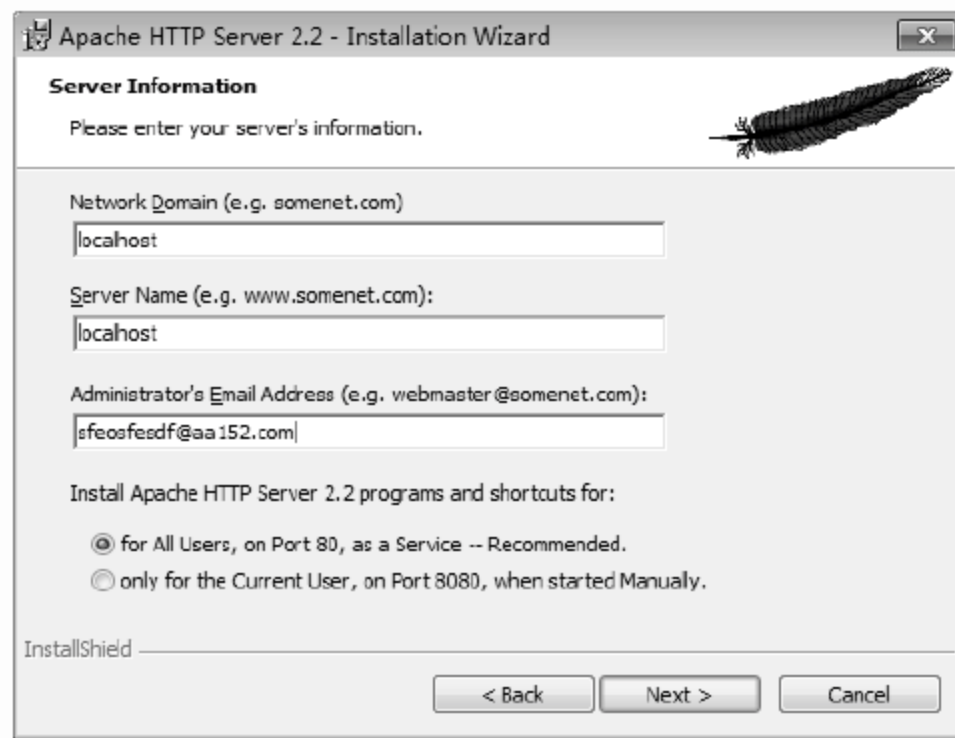 Apache HTTP Server 2.2 - Installation Wizard
Server Information
Please enter your server's information.
Network Domain (e.g. somenet.com)
localhost
Server Name (e.g. www.somenet.com):
localhost
Administrator's Email Address (e.g. webmaster@somenet.com):
sfeosfesdf@aa152.com
Install Apache HTTP Server 2.2 programs and shortcuts for:
for All Users, on Port 80, as a Service -- Recommended.
only for the Current User, on Port 8080, when started Manually.
InstallShield
< Back Next > Cancel